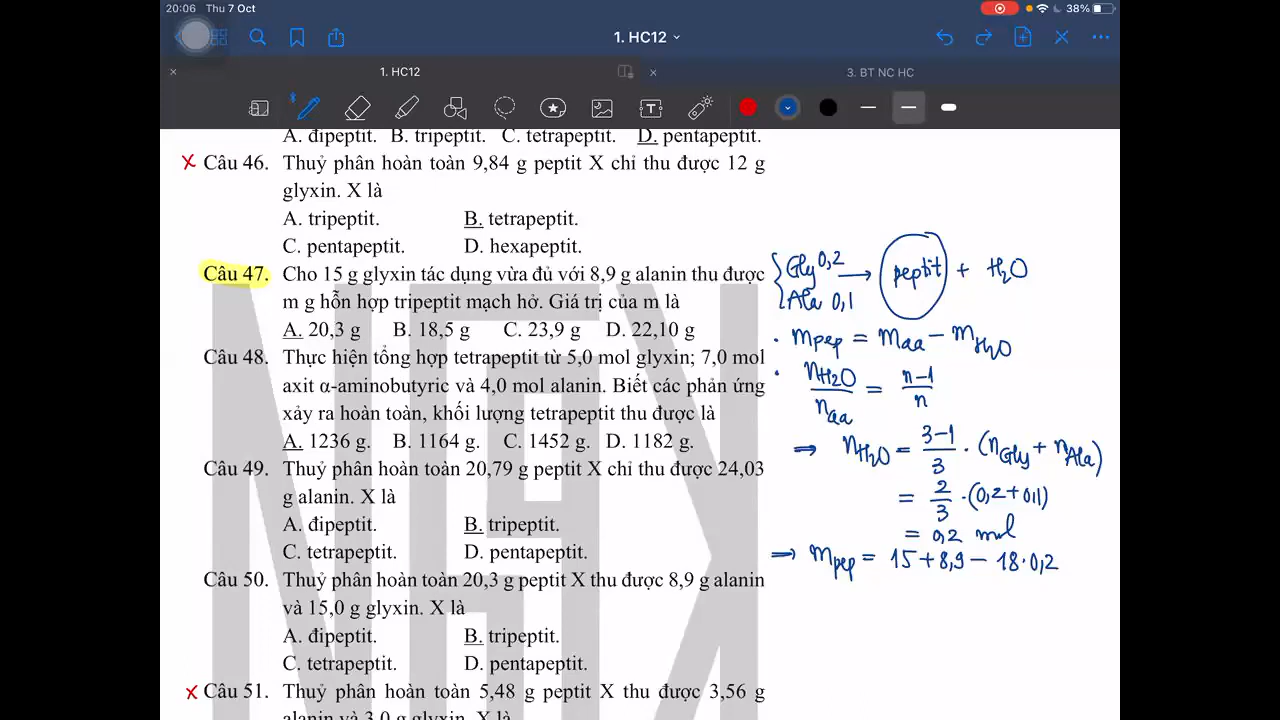 20:06 Thu 7 Oct
38%
1. HC12
1. HC12
3. BT NC HC
A. đipeptit. B. tripeptit. C. tetrapeptit. D. pentapeptit.
x Câu 46. Thuỷ phân hoàn toàn 9,84 g peptit X chỉ thu được 12 g
glyxin. X là
A. tripeptit. B. tetrapeptit.
C. pentapeptit. D. hexapeptit.
Câu 47. Cho 15 g glyxin tác dụng vừa đủ với 8,9 g alanin thu được
m g hỗn hợp tripeptit mạch hở. Giá trị của m là
A. 20,3 g B. 18,5 g C. 23,9 g D. 22,10 g
Câu 48. Thực hiện tổng hợp tetrapeptit từ 5,0 mol glyxin; 7,0 mol
axit α-aminobutyric và 4,0 mol alanin. Biết các phản ứng
xảy ra hoàn toàn, khối lượng tetrapeptit thu được là
A. 1236 g. B. 1164 g. C. 1452 g. D. 1182 g.
Câu 49. Thuỷ phân hoàn toàn 20,79 g peptit X chỉ thu được 24,03
g alanin. X là
A. đipeptit. B. tripeptit.
C. tetrapeptit. D. pentapeptit.
Câu 50. Thuỷ phân hoàn toàn 20,3 g peptit X thu được 8,9 g alanin
và 15,0 g glyxin. X là
A. đipeptit. B. tripeptit.
C. tetrapeptit. D. pentapeptit.
x Câu 51. Thuỷ phân hoàn toàn 5,48 g peptit X thu được 3,56 g
alanin và 3,0 g glyxin. X là
Gly 0,2
Ala 0,1 → peptit + H2O
. mpep = maa − mH2O
. nH2O / naa = n-1 / n
⇒ nH2O = 3-1 / 3 . (nGly + nAla)
= 2/3 . (0,2 + 0,1)
= 0,2 mol
⇒ mpep = 15 + 8,9 − 18.0,2